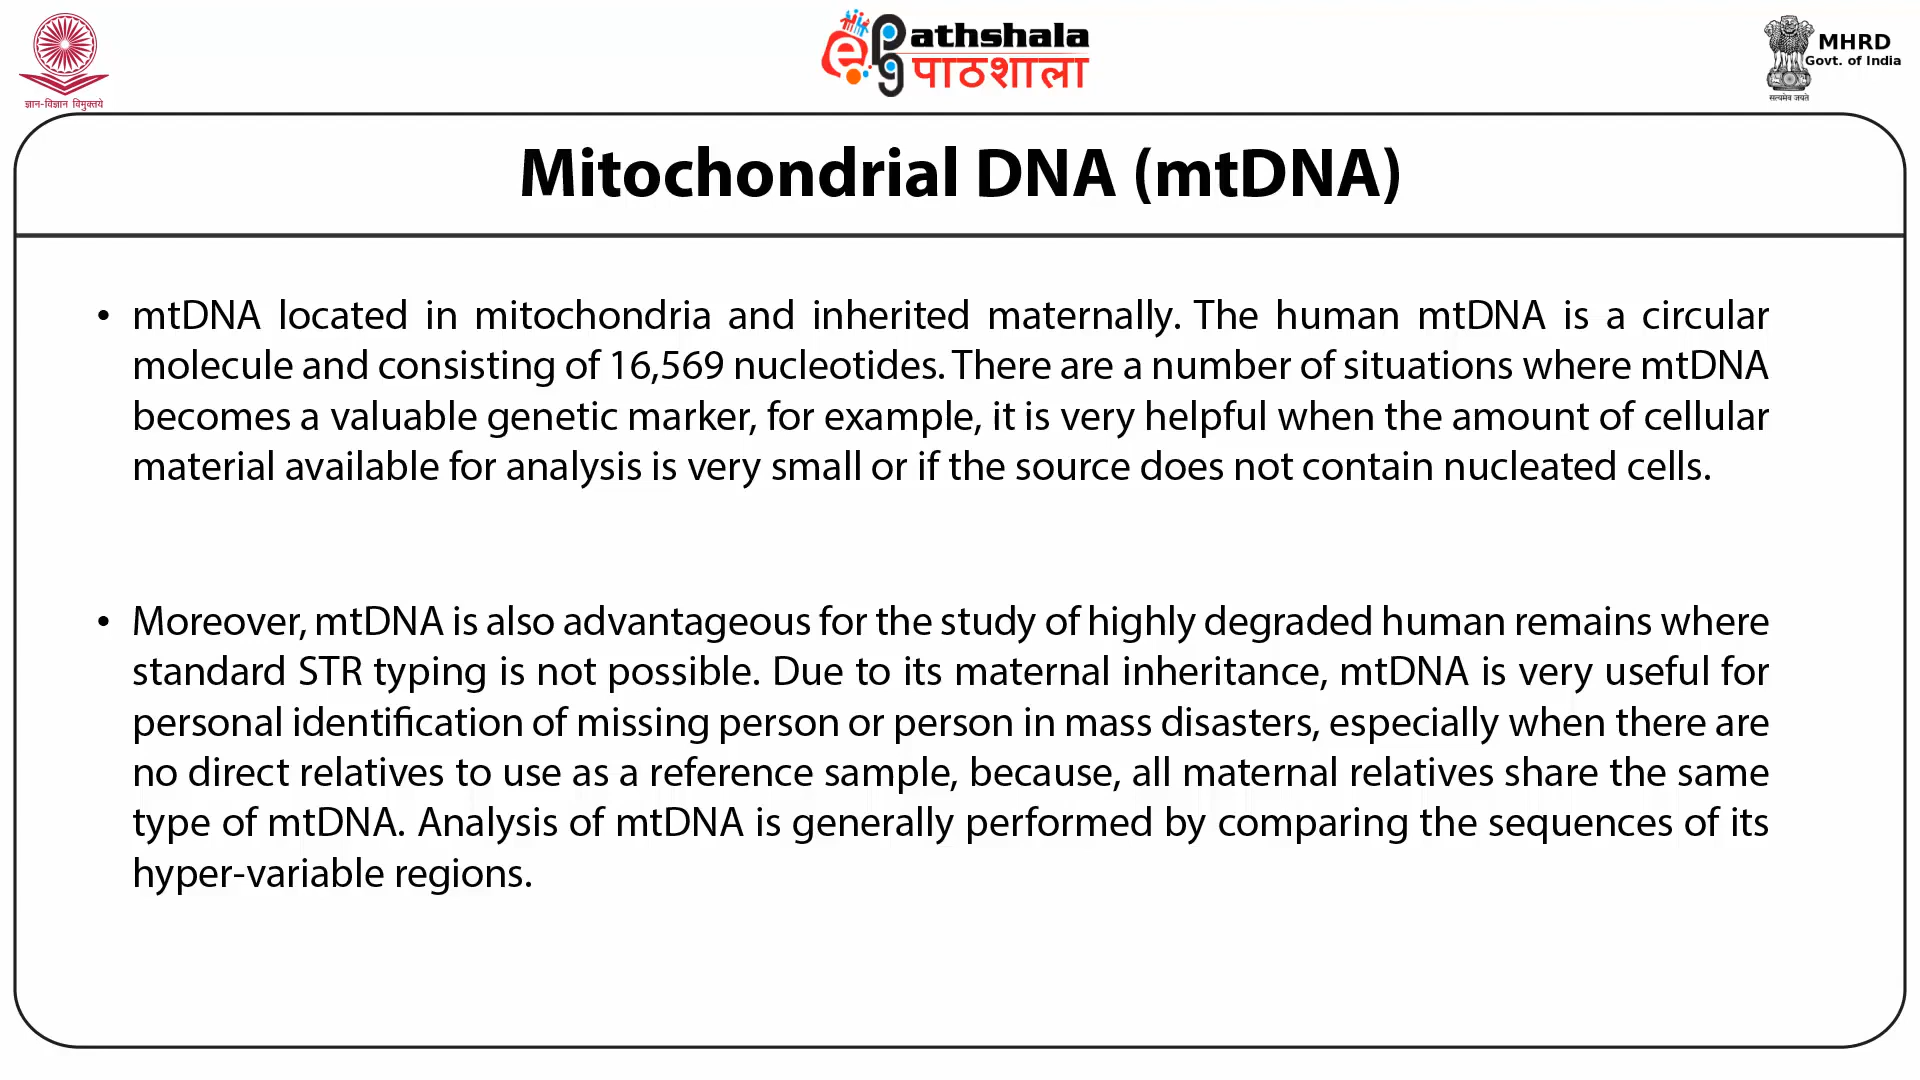 ज्ञान-विज्ञान विमुक्तये
ePathshala
पाठशाला
MHRD
Govt. of India
सत्यमेव जयते
Mitochondrial DNA (mtDNA)
• mtDNA located in mitochondria and inherited maternally. The human mtDNA is a circular
molecule and consisting of 16,569 nucleotides. There are a number of situations where mtDNA
becomes a valuable genetic marker, for example, it is very helpful when the amount of cellular
material available for analysis is very small or if the source does not contain nucleated cells.
• Moreover, mtDNA is also advantageous for the study of highly degraded human remains where
standard STR typing is not possible. Due to its maternal inheritance, mtDNA is very useful for
personal identification of missing person or person in mass disasters, especially when there are
no direct relatives to use as a reference sample, because, all maternal relatives share the same
type of mtDNA. Analysis of mtDNA is generally performed by comparing the sequences of its
hyper-variable regions.